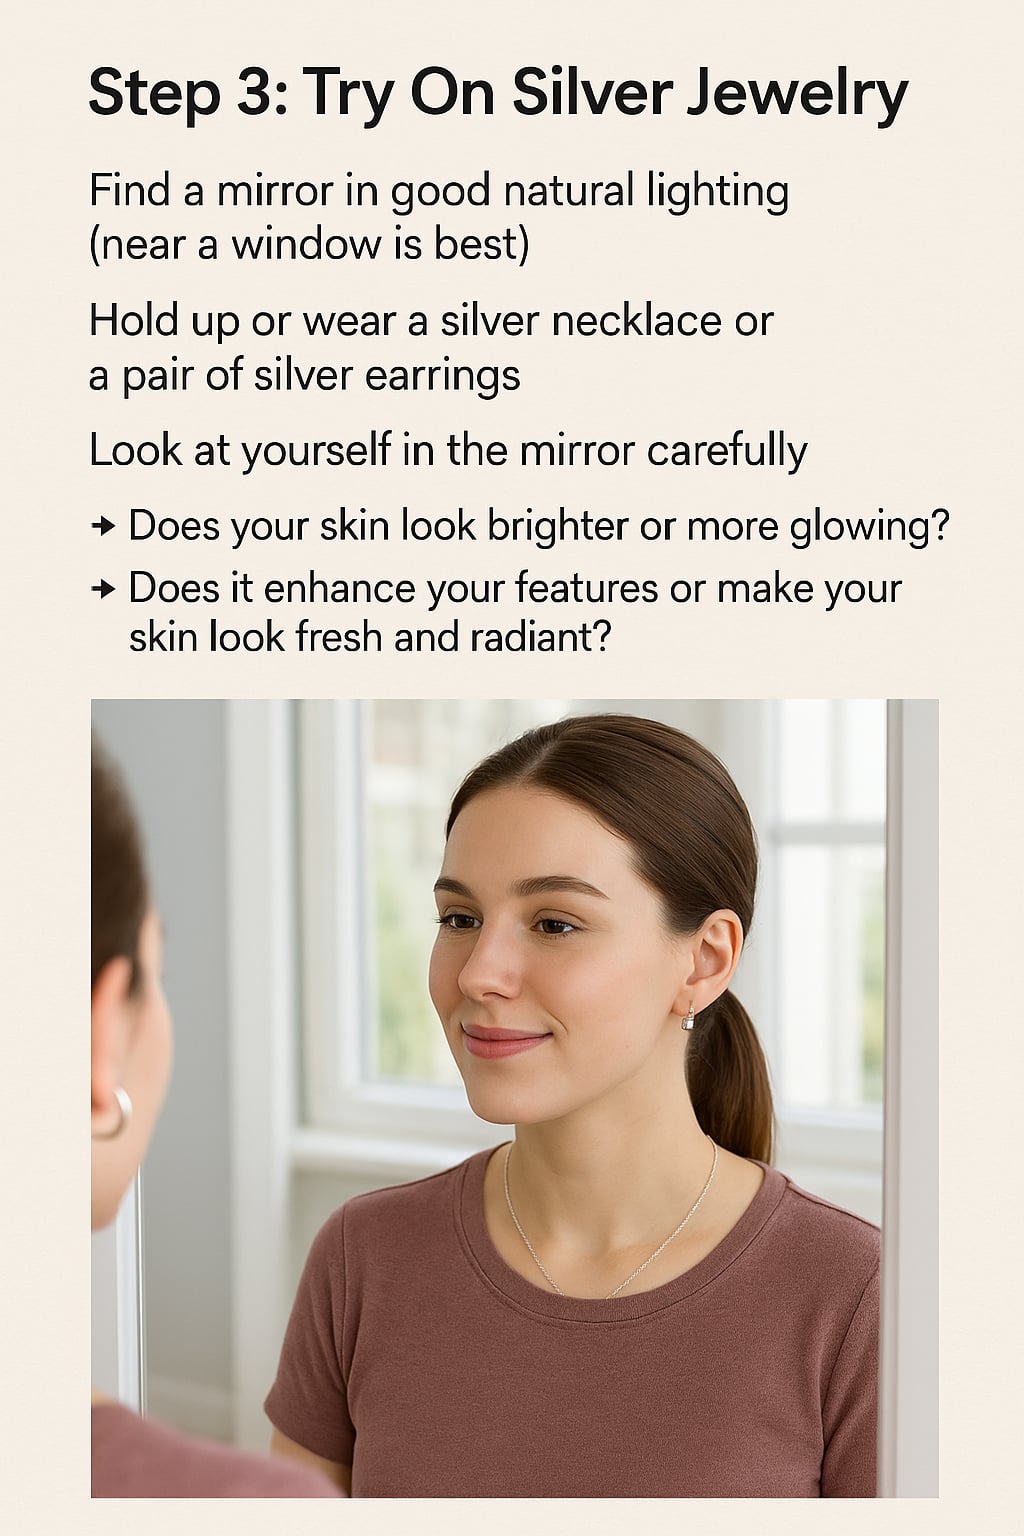 Step 3: Try On Silver Jewelry
Find a mirror in good natural lighting
(near a window is best)
Hold up or wear a silver necklace or
a pair of silver earrings
Look at yourself in the mirror carefully
→ Does your skin look brighter or more glowing?
→ Does it enhance your features or make your
skin look fresh and radiant?